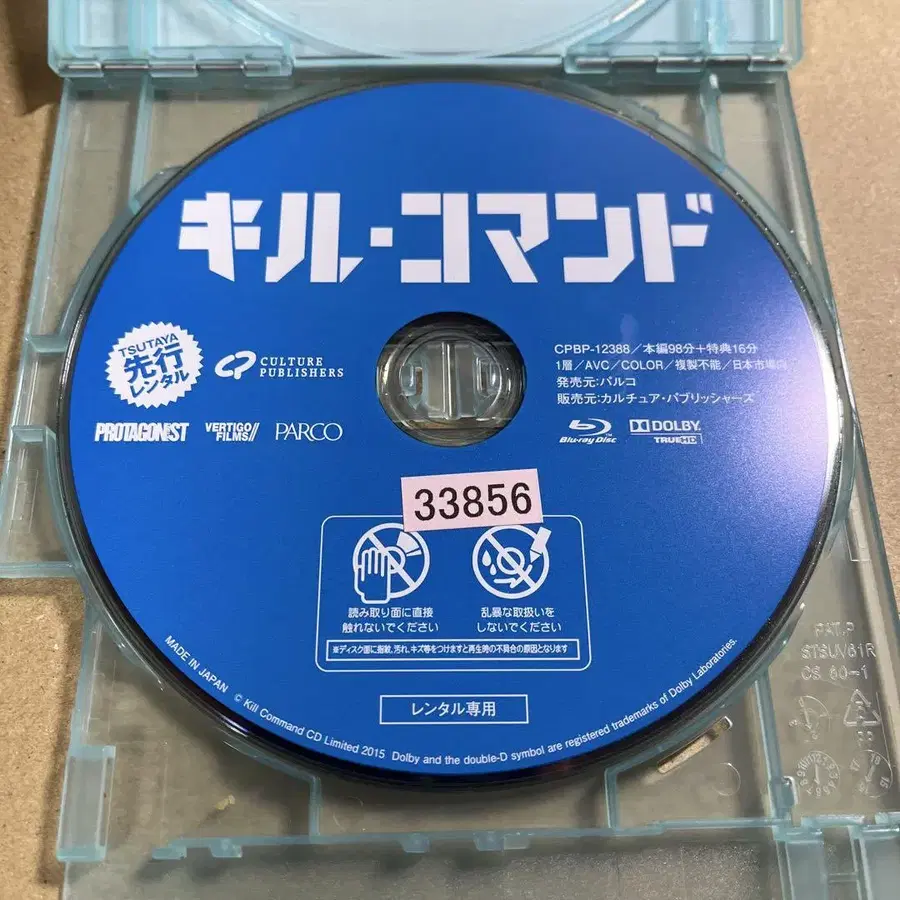 キル・コマンド
TSUTAYA
先行
レンタル
CULTURE
PUBLISHERS
PROTAGONIST
VERTIGO
FILMS//
PARCO
CPBP-12388/本編98分+特典16分
1層/AVC/COLOR/複製不能/日本市場向
発売元:パルコ
販売元:カルチュア・パブリッシャーズ
Blu-ray Disc
TM
DOLBY
TRUEHD
33856
読み取り面に直接
触れないでください
乱暴な取扱いを
しないでください
※ディスク面に指紋、汚れ、キズ等をつけますと再生時の不具合の原因となります
レンタル専用
MADE IN JAPAN
© Kill Command CD Limited 2015 Dolby and the double-D symbol are registered trademarks of Dolby Laboratories.
PAT.P
STSUV61R
CS 60-1